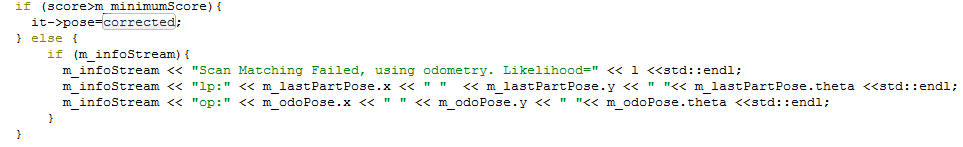 if (score>m_minimumScore){
it->pose=corrected;
} else {
if (m_infoStream){
m_infoStream << "Scan Matching Failed, using odometry. Likelihood=" << l <<std::endl;
m_infoStream << "lp:" << m_lastPartPose.x << " "  << m_lastPartPose.y << " "<< m_lastPartPose.theta <<std::endl;
m_infoStream << "op:" << m_odoPose.x << " " << m_odoPose.y << " "<< m_odoPose.theta <<std::endl;
}
}